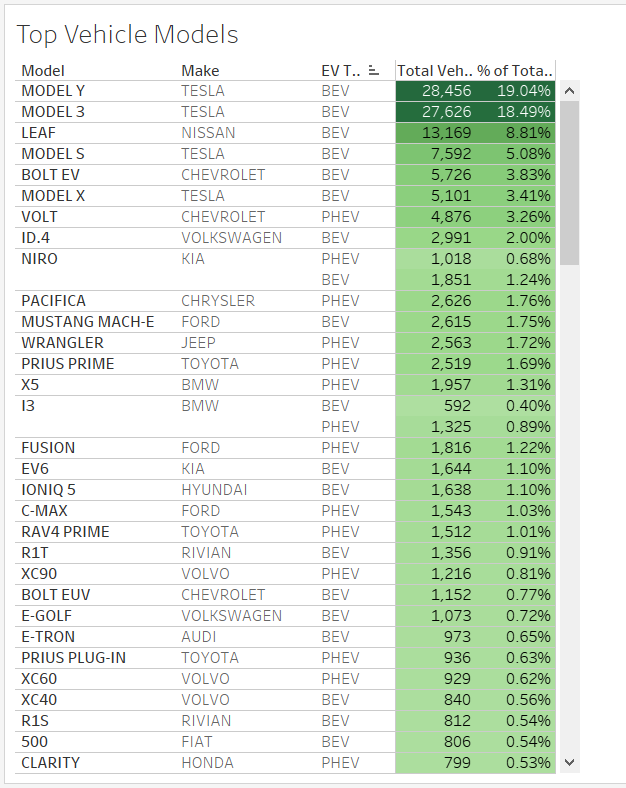 Top Vehicle Models
Model Make EV T.. Total Veh.. % of Tota..
MODEL Y TESLA BEV 28,456 19.04%
MODEL 3 TESLA BEV 27,626 18.49%
LEAF NISSAN BEV 13,169 8.81%
MODEL S TESLA BEV 7,592 5.08%
BOLT EV CHEVROLET BEV 5,726 3.83%
MODEL X TESLA BEV 5,101 3.41%
VOLT CHEVROLET PHEV 4,876 3.26%
ID.4 VOLKSWAGEN BEV 2,991 2.00%
NIRO KIA PHEV 1,018 0.68%
BEV 1,851 1.24%
PACIFICA CHRYSLER PHEV 2,626 1.76%
MUSTANG MACH-E FORD BEV 2,615 1.75%
WRANGLER JEEP PHEV 2,563 1.72%
PRIUS PRIME TOYOTA PHEV 2,519 1.69%
X5 BMW PHEV 1,957 1.31%
I3 BMW BEV 592 0.40%
PHEV 1,325 0.89%
FUSION FORD PHEV 1,816 1.22%
EV6 KIA BEV 1,644 1.10%
IONIQ 5 HYUNDAI BEV 1,638 1.10%
C-MAX FORD PHEV 1,543 1.03%
RAV4 PRIME TOYOTA PHEV 1,512 1.01%
R1T RIVIAN BEV 1,356 0.91%
XC90 VOLVO PHEV 1,216 0.81%
BOLT EUV CHEVROLET BEV 1,152 0.77%
E-GOLF VOLKSWAGEN BEV 1,073 0.72%
E-TRON AUDI BEV 973 0.65%
PRIUS PLUG-IN TOYOTA PHEV 936 0.63%
XC60 VOLVO PHEV 929 0.62%
XC40 VOLVO BEV 840 0.56%
R1S RIVIAN BEV 812 0.54%
500 FIAT BEV 806 0.54%
CLARITY HONDA PHEV 799 0.53%